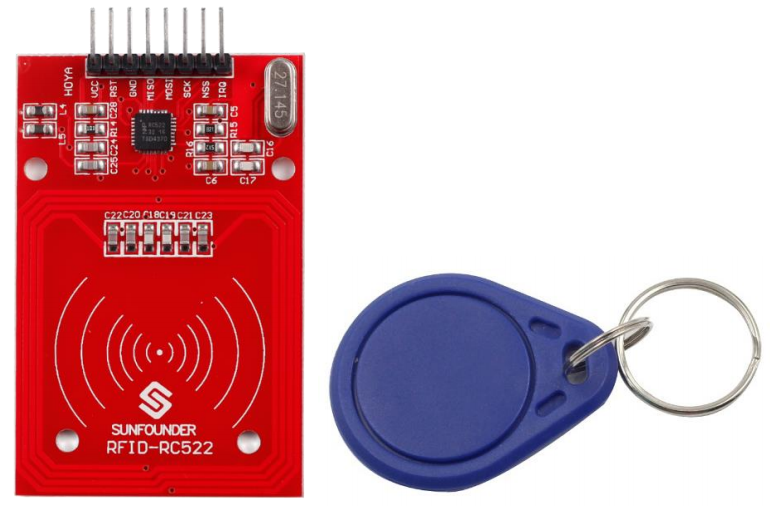 HOYA
VCC
RST
GND
MISO
MOSI
SCK
NSS
IRQ
27.145
L4
L5
C28
R14
C24
C25
RC522
C5
R15
R16
C6
C16
C17
C22 C20 C18 C19 C21 C23
SUNFOUNDER
RFID-RC522